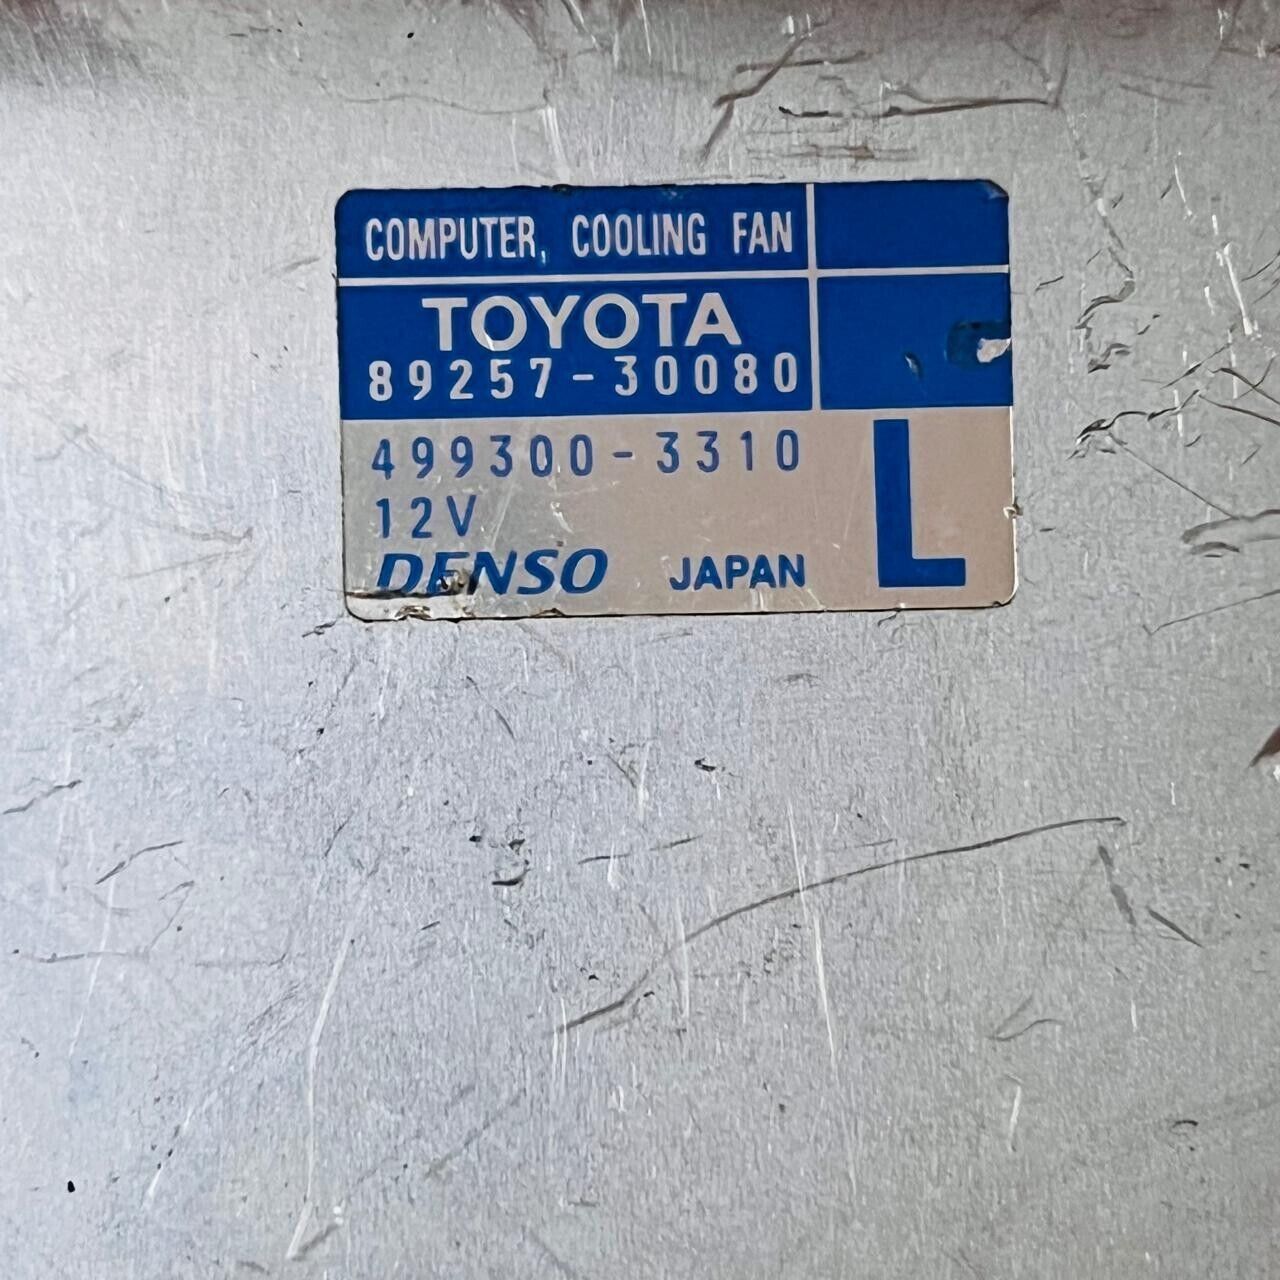 COMPUTER, COOLING FAN
TOYOTA
89257-30080
499300-3310
12V
L
DENSO JAPAN